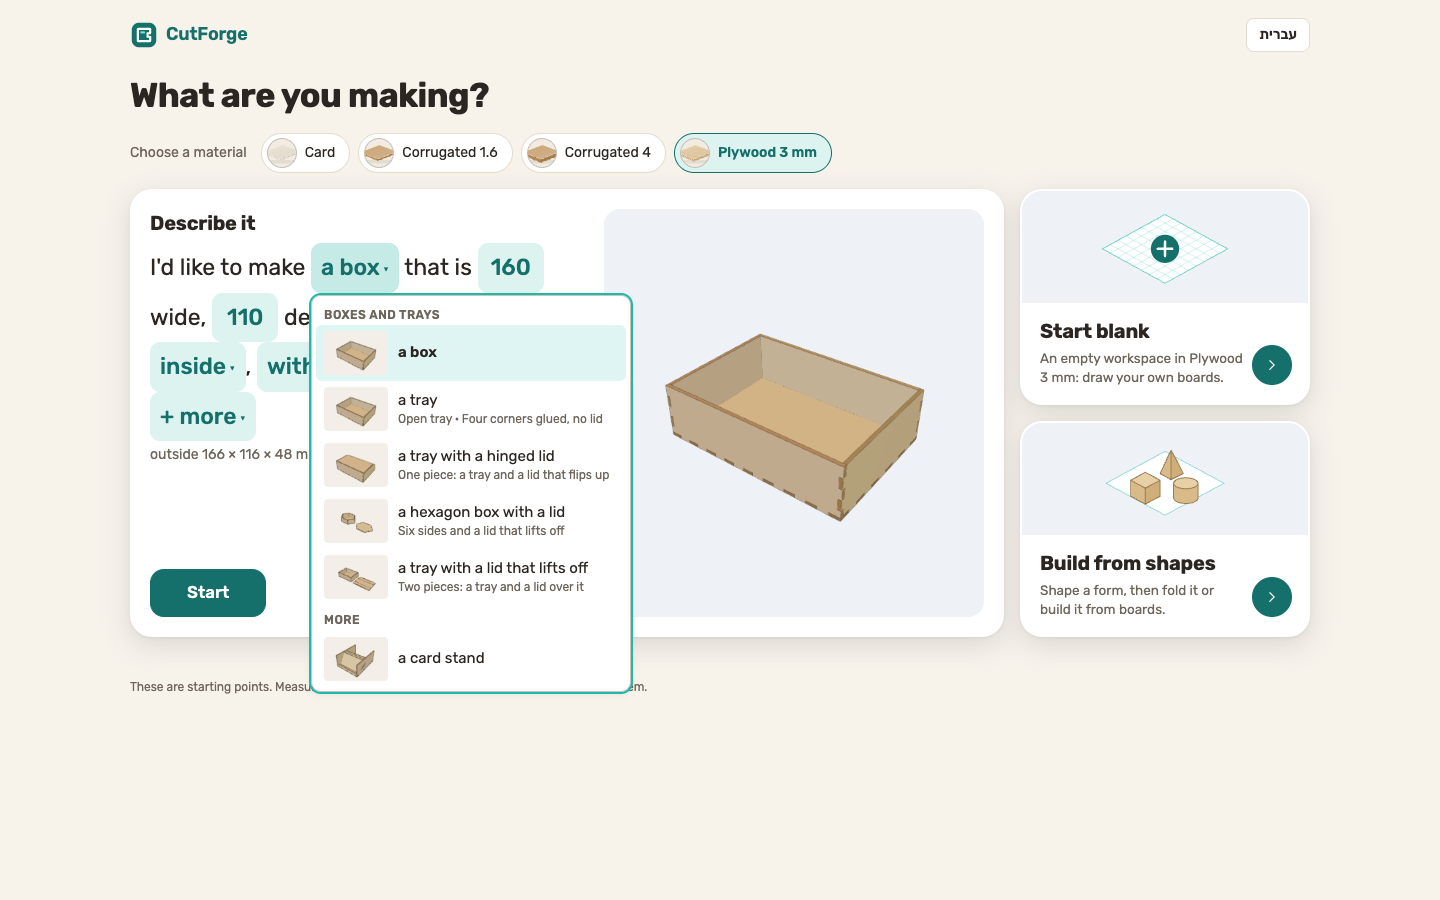 CutForge
עברית
What are you making?
Choose a material
Card
Corrugated 1.6
Corrugated 4
Plywood 3 mm
Describe it
I'd like to make a box that is 160
wide, 110 de
inside , with
+ more
outside 166 × 116 × 48 m
Start
BOXES AND TRAYS
a box
a tray
Open tray • Four corners glued, no lid
a tray with a hinged lid
One piece: a tray and a lid that flips up
a hexagon box with a lid
Six sides and a lid that lifts off
a tray with a lid that lifts off
Two pieces: a tray and a lid over it
MORE
a card stand
Start blank
An empty workspace in Plywood
3 mm: draw your own boards.
Build from shapes
Shape a form, then fold it or
build it from boards.
These are starting points. Measu
em.